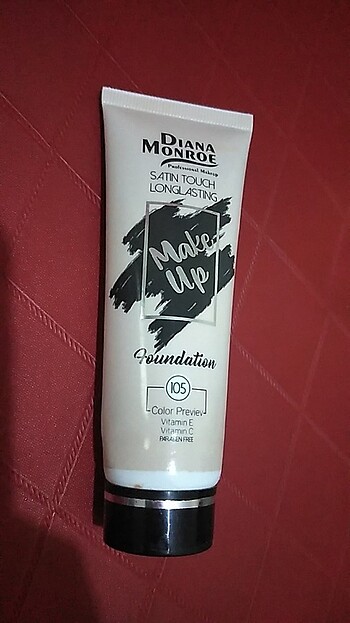 DIANA
MONROE
Professional Makeup
SATIN TOUCH
LONGLASTING
Make
Up
Foundation
105
Color Preview
Vitamin E
Vitamin C
PARABEN FREE